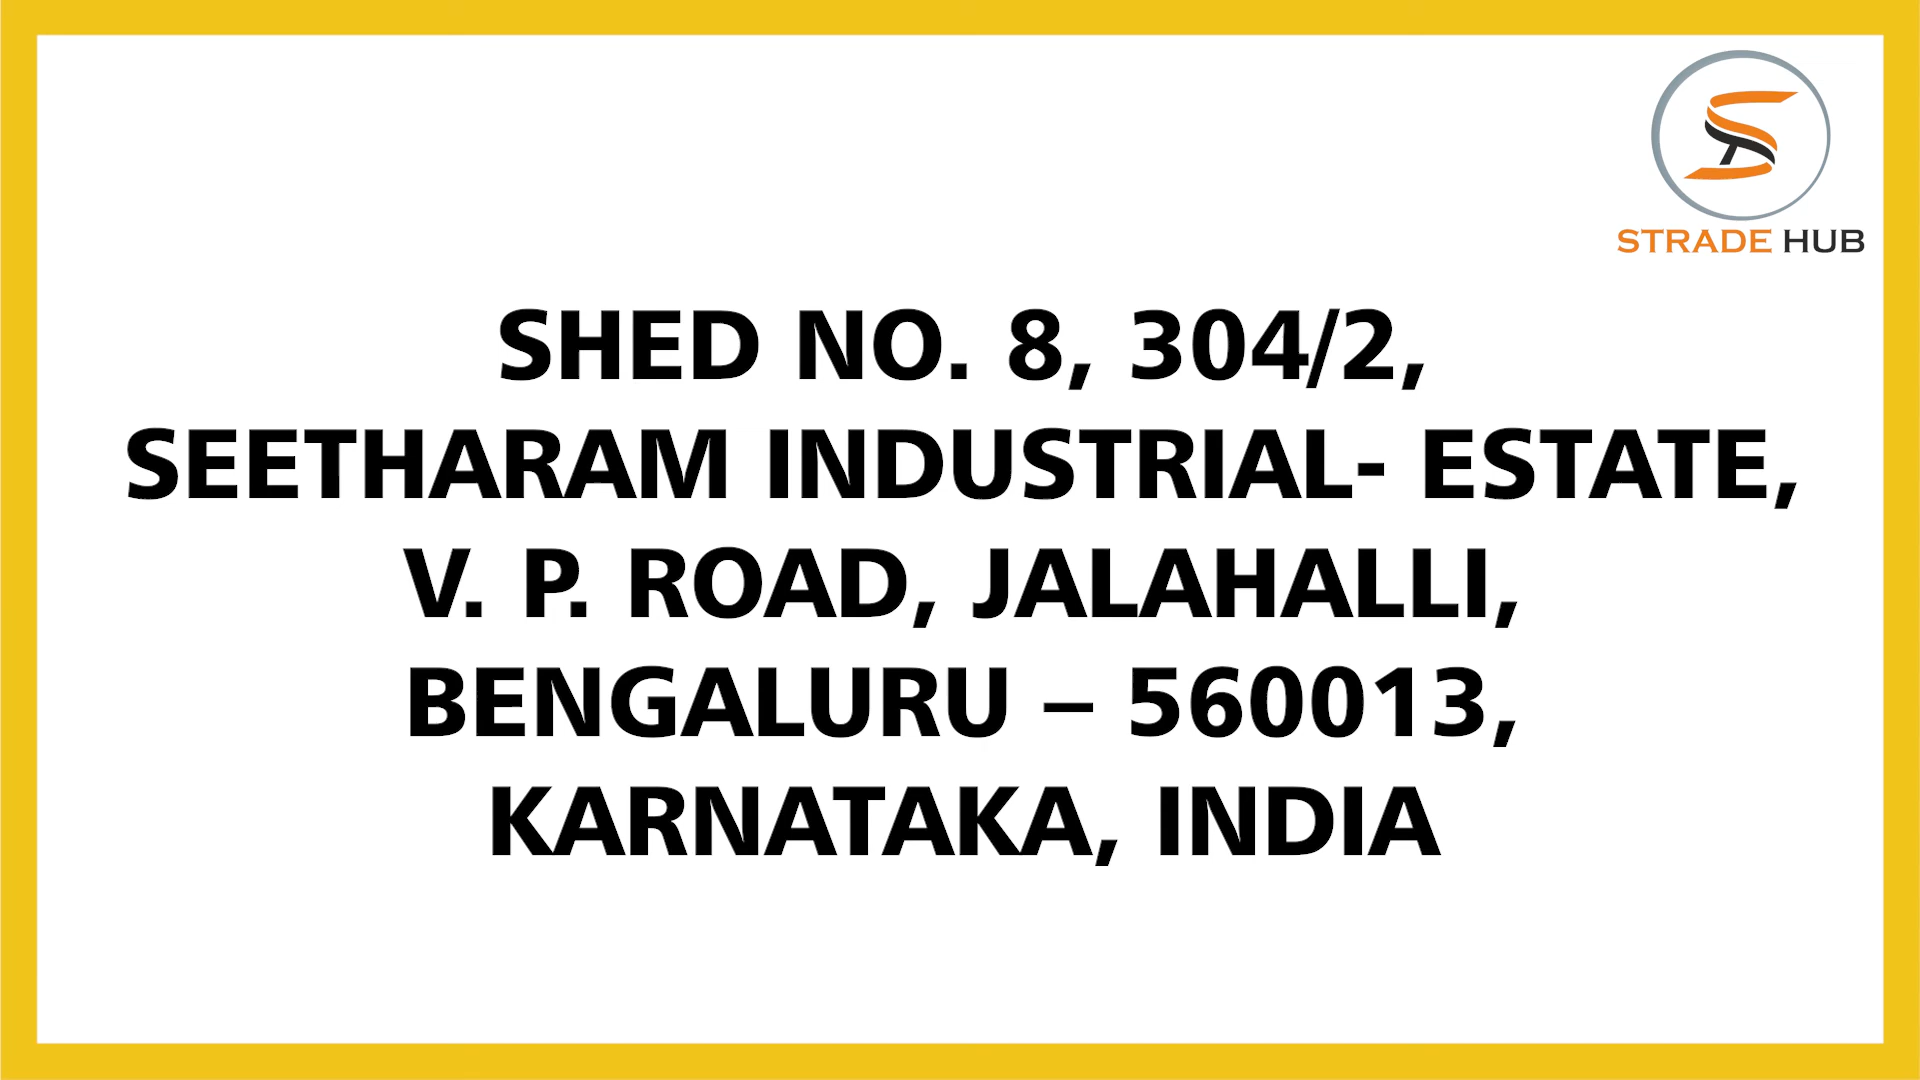 STRADE HUB
SHED NO. 8, 304/2,
SEETHARAM INDUSTRIAL- ESTATE,
V. P. ROAD, JALAHALLI,
BENGALURU – 560013,
KARNATAKA, INDIA